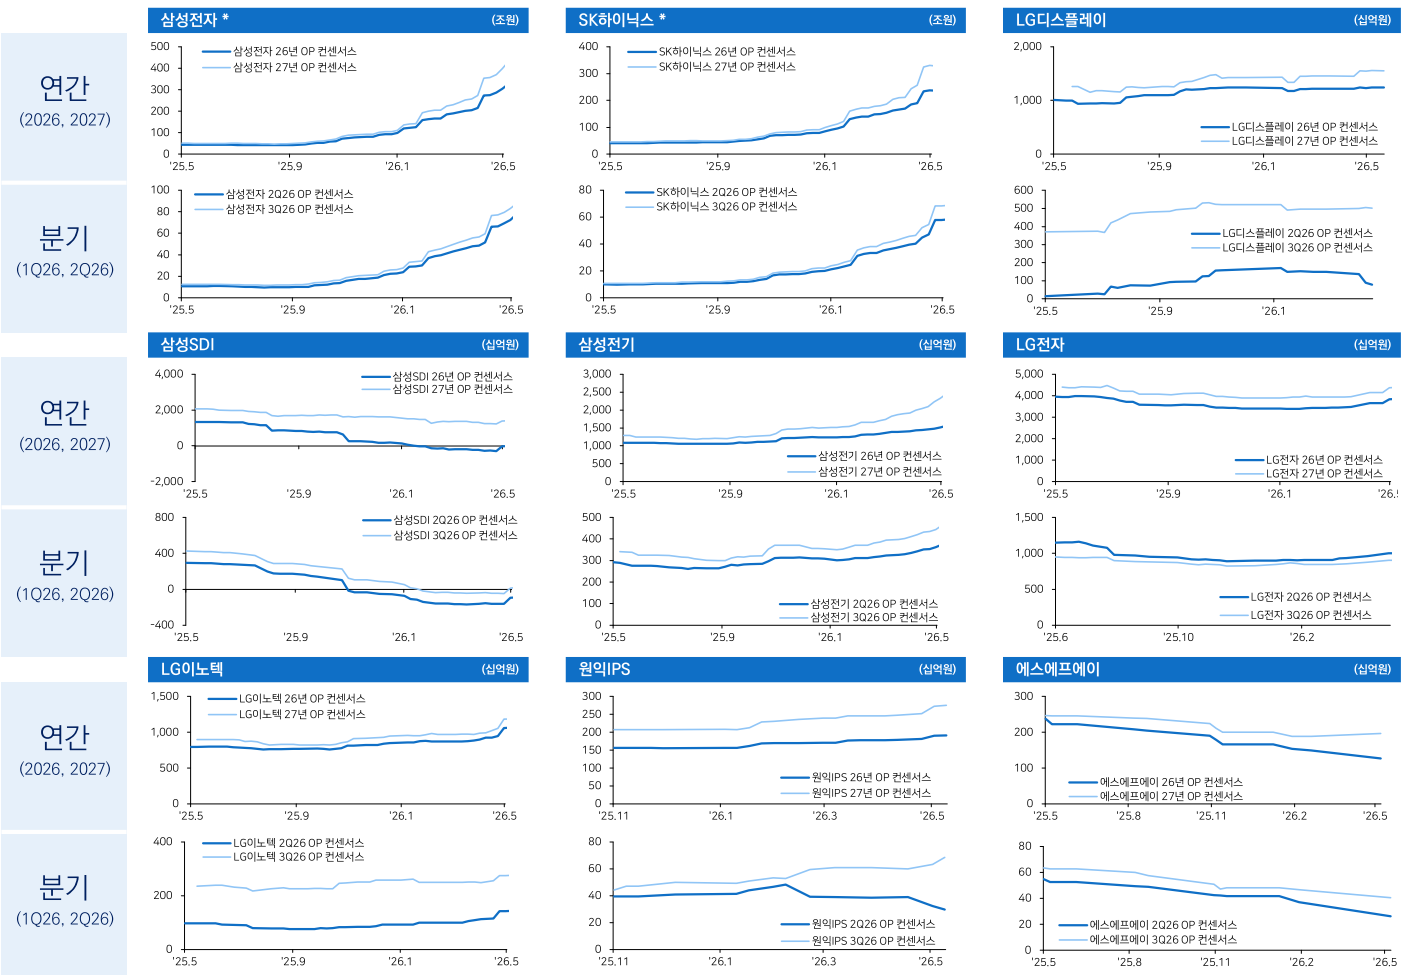 삼성전자 * (조원)
SK하이닉스 * (조원)
LG디스플레이 (십억원)
연간
(2026, 2027)
500
400
300
200
100
0
삼성전자 26년 OP 컨센서스
삼성전자 27년 OP 컨센서스
'25.5 '25.9 '26.1 '26.5
400
300
200
100
0
SK하이닉스 26년 OP 컨센서스
SK하이닉스 27년 OP 컨센서스
'25.5 '25.9 '26.1 '26.5
2,000
1,000
0
LG디스플레이 26년 OP 컨센서스
LG디스플레이 27년 OP 컨센서스
'25.5 '25.9 '26.1 '26.5
분기
(1Q26, 2Q26)
100
80
60
40
20
0
삼성전자 2Q26 OP 컨센서스
삼성전자 3Q26 OP 컨센서스
'25.5 '25.9 '26.1 '26.5
80
60
40
20
0
SK하이닉스 2Q26 OP 컨센서스
SK하이닉스 3Q26 OP 컨센서스
'25.5 '25.9 '26.1 '26.5
600
500
400
300
200
100
0
LG디스플레이 2Q26 OP 컨센서스
LG디스플레이 3Q26 OP 컨센서스
'25.5 '25.9 '26.1
삼성SDI (십억원)
삼성전기 (십억원)
LG전자 (십억원)
연간
(2026, 2027)
4,000
2,000
0
-2,000
삼성SDI 26년 OP 컨센서스
삼성SDI 27년 OP 컨센서스
'25.5 '25.9 '26.1 '26.5
3,000
2,500
2,000
1,500
1,000
500
0
삼성전기 26년 OP 컨센서스
삼성전기 27년 OP 컨센서스
'25.5 '25.9 '26.1 '26.5
5,000
4,000
3,000
2,000
1,000
0
LG전자 26년 OP 컨센서스
LG전자 27년 OP 컨센서스
'25.5 '25.9 '26.1 '26.5
분기
(1Q26, 2Q26)
800
400
0
-400
삼성SDI 2Q26 OP 컨센서스
삼성SDI 3Q26 OP 컨센서스
'25.5 '25.9 '26.1 '26.5
500
400
300
200
100
0
삼성전기 2Q26 OP 컨센서스
삼성전기 3Q26 OP 컨센서스
'25.5 '25.9 '26.1 '26.5
1,500
1,000
500
0
LG전자 2Q26 OP 컨센서스
LG전자 3Q26 OP 컨센서스
'25.6 '25.10 '26.2
LG이노텍 (십억원)
원익IPS (십억원)
에스에프에이 (십억원)
연간
(2026, 2027)
1,500
1,000
500
0
LG이노텍 26년 OP 컨센서스
LG이노텍 27년 OP 컨센서스
'25.5 '25.9 '26.1 '26.5
300
250
200
150
100
50
0
원익IPS 26년 OP 컨센서스
원익IPS 27년 OP 컨센서스
'25.11 '26.1 '26.3 '26.5
300
200
100
0
에스에프에이 26년 OP 컨센서스
에스에프에이 27년 OP 컨센서스
'25.5 '25.8 '25.11 '26.2 '26.5
분기
(1Q26, 2Q26)
400
200
0
LG이노텍 2Q26 OP 컨센서스
LG이노텍 3Q26 OP 컨센서스
'25.5 '25.9 '26.1 '26.5
80
60
40
20
0
원익IPS 2Q26 OP 컨센서스
원익IPS 3Q26 OP 컨센서스
'25.11 '26.1 '26.3 '26.5
80
60
40
20
0
에스에프에이 2Q26 OP 컨센서스
에스에프에이 3Q26 OP 컨센서스
'25.5 '25.8 '25.11 '26.2 '26.5